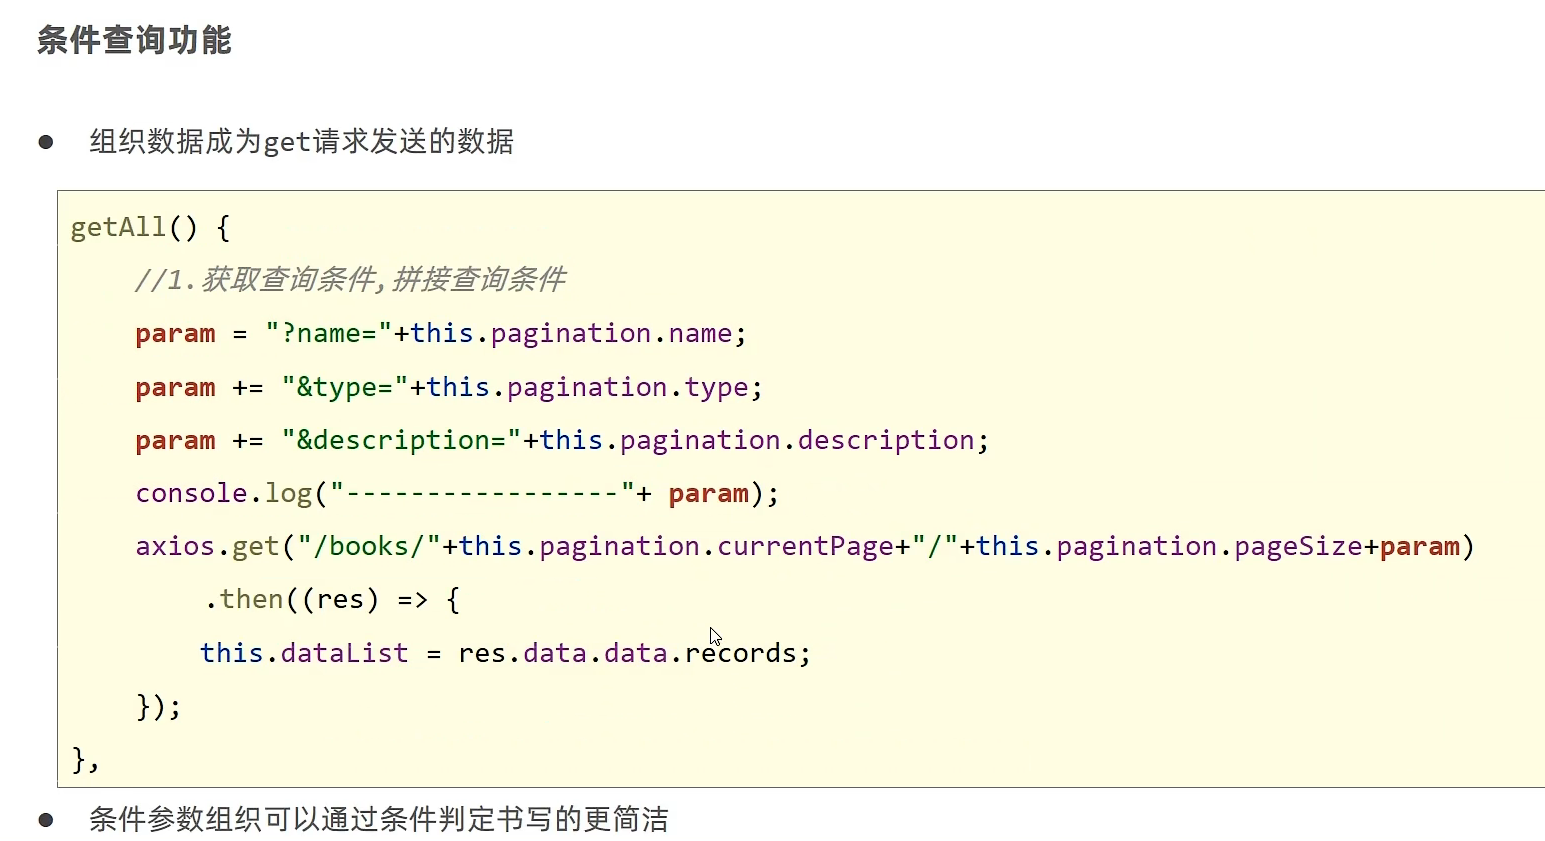 条件查询功能
● 组织数据成为get请求发送的数据
getAll() {
//1.获取查询条件,拼接查询条件
param = "?name="+this.pagination.name;
param += "&type="+this.pagination.type;
param += "&description="+this.pagination.description;
console.log("-----------------"+ param);
axios.get("/books/"+this.pagination.currentPage+"/"+this.pagination.pageSize+param)
.then((res) => {
this.dataList = res.data.data.records;
});
},
● 条件参数组织可以通过条件判定书写的更简洁